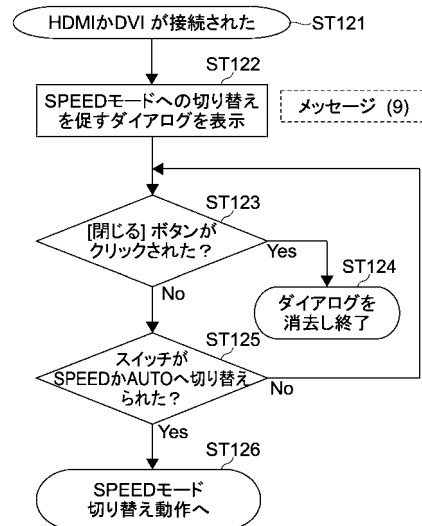 HDMIかDVI が接続された
ST121
ST122
SPEEDモードへの切り替え
を促すダイアログを表示
メッセージ (9)
ST123
[閉じる] ボタンが
クリックされた？
Yes
No
ST124
ダイアログを
消去し終了
ST125
スイッチが
SPEEDかAUTOへ切り替え
られた？
No
Yes
ST126
SPEEDモード
切り替え動作へ